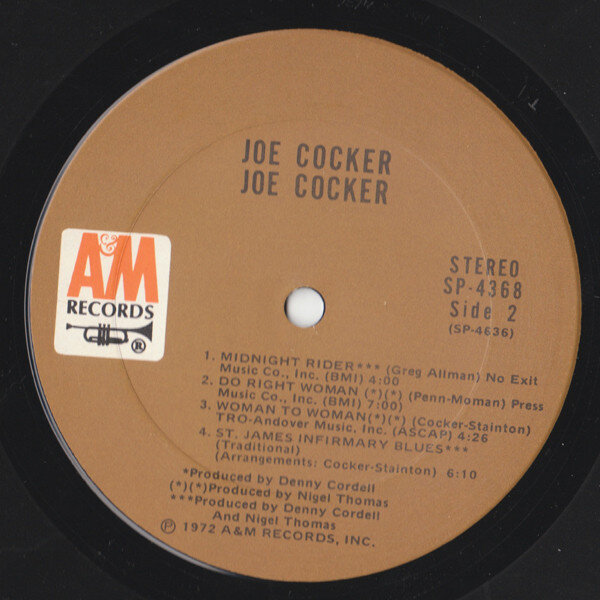 JOE COCKER
JOE COCKER
A&M
RECORDS
®
STEREO
SP-4368
Side 2
(SP-4636)
1. MIDNIGHT RIDER*** (Greg Allman) No Exit
Music Co., Inc. (BMI) 4:00
2. DO RIGHT WOMAN (*)(*) (Penn-Moman) Press
Music Co., Inc. (BMI) 7:00)
3. WOMAN TO WOMAN(*)(*) (Cocker-Stainton)
TRO-Andover Music, Inc. (ASCAP) 4:26
4. ST. JAMES INFIRMARY BLUES***
(Traditional)
(Arrangements: Cocker-Stainton) 6:10
*Produced by Denny Cordell
(*)(*)Produced by Nigel Thomas
***Produced by Denny Cordell
And Nigel Thomas
℗ 1972 A&M RECORDS, INC.